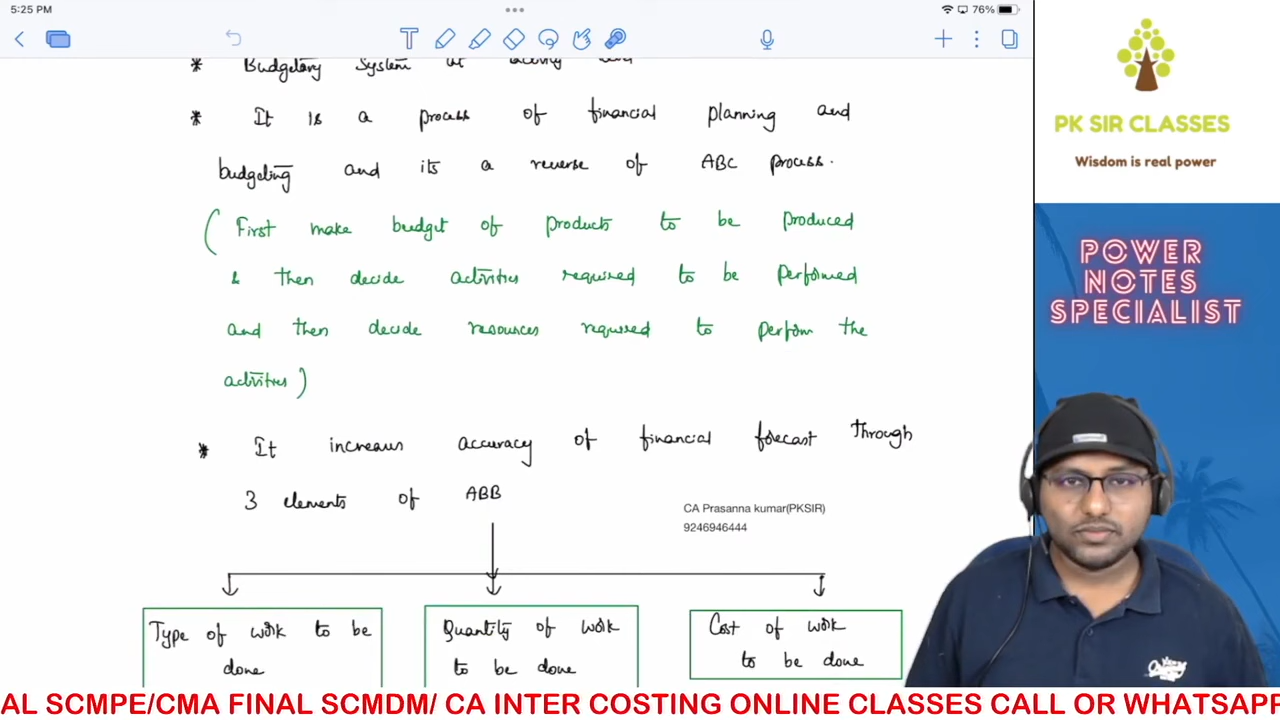 5:25 PM
76%
* Budgetary System at
* It is a process of financial planning and
budgeting and its a reverse of ABC process.
(First make budget of products to be produced
& then decide activities required to be performed
and then decide resources required to perform the
activities)
* It increases accuracy of financial forecast through
3 elements of ABB
CA Prasanna kumar(PKSIR)
9246946444
Type of work to be
done
Quantity of work
to be done
Cost of work
to be done
PK SIR CLASSES
Wisdom is real power
POWER
NOTES
SPECIALIST
AL SCMPE/CMA FINAL SCMDM/ CA INTER COSTING ONLINE CLASSES CALL OR WHATSAPP